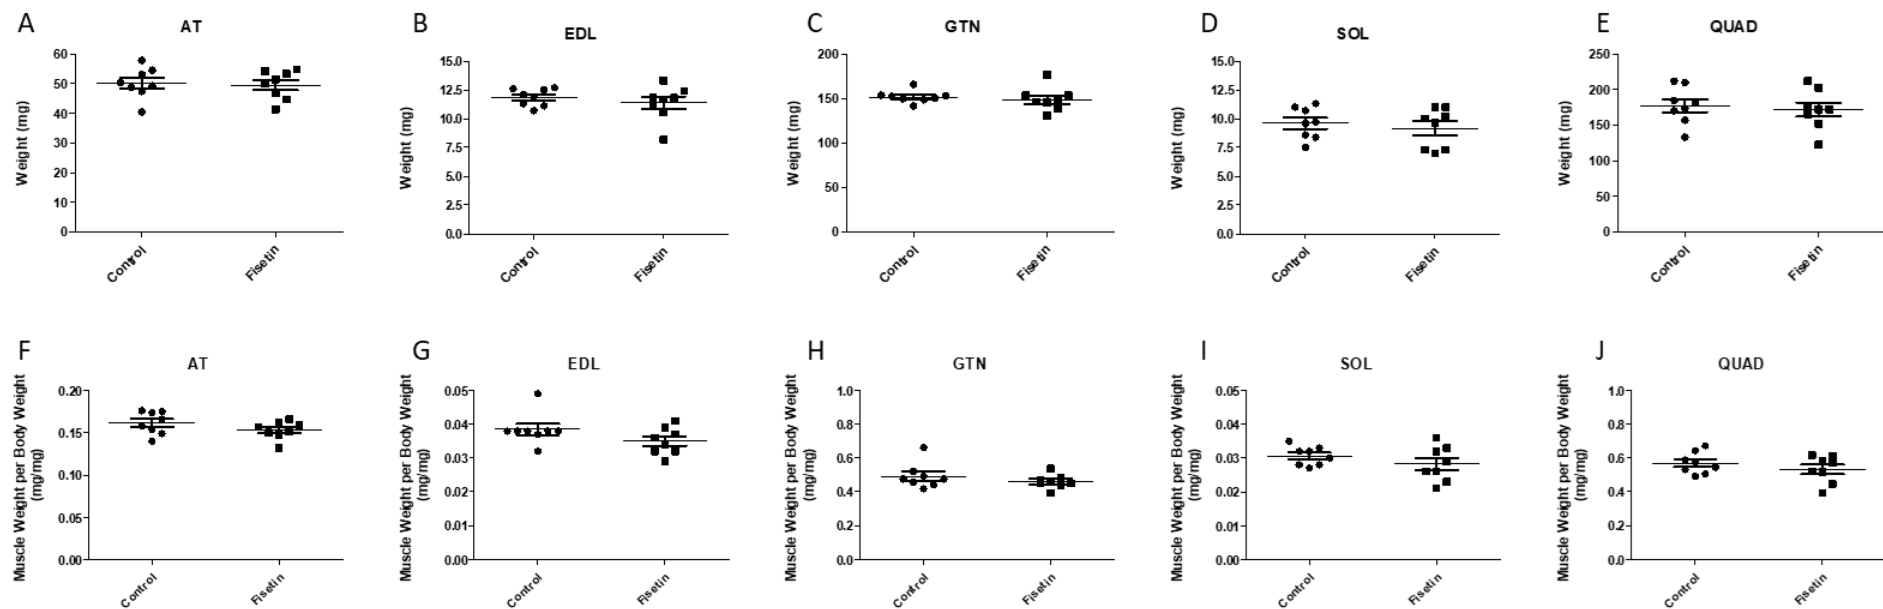 A
AT
Weight (mg)
60
50
40
30
20
10
0
Control
Fisetin
B
EDL
Weight (mg)
15.0
12.5
10.0
7.5
5.0
2.5
0.0
Control
Fisetin
C
GTN
Weight (mg)
200
150
100
50
0
Control
Fisetin
D
SOL
Weight (mg)
15.0
12.5
10.0
7.5
5.0
2.5
0.0
Control
Fisetin
E
QUAD
Weight (mg)
250
200
150
100
50
0
Control
Fisetin
F
AT
Muscle Weight per Body Weight
(mg/mg)
0.20
0.15
0.10
0.05
0.00
Control
Fisetin
G
EDL
Muscle Weight per Body Weight
(mg/mg)
0.05
0.04
0.03
0.02
0.01
0.00
Control
Fisetin
H
GTN
Muscle Weight per Body Weight
(mg/mg)
1.0
0.8
0.6
0.4
0.2
0.0
Control
Fisetin
I
SOL
Muscle Weight per Body Weight
(mg/mg)
0.05
0.04
0.03
0.02
0.01
0.00
Control
Fisetin
J
QUAD
Muscle Weight per Body Weight
(mg/mg)
1.0
0.8
0.6
0.4
0.2
0.0
Control
Fisetin